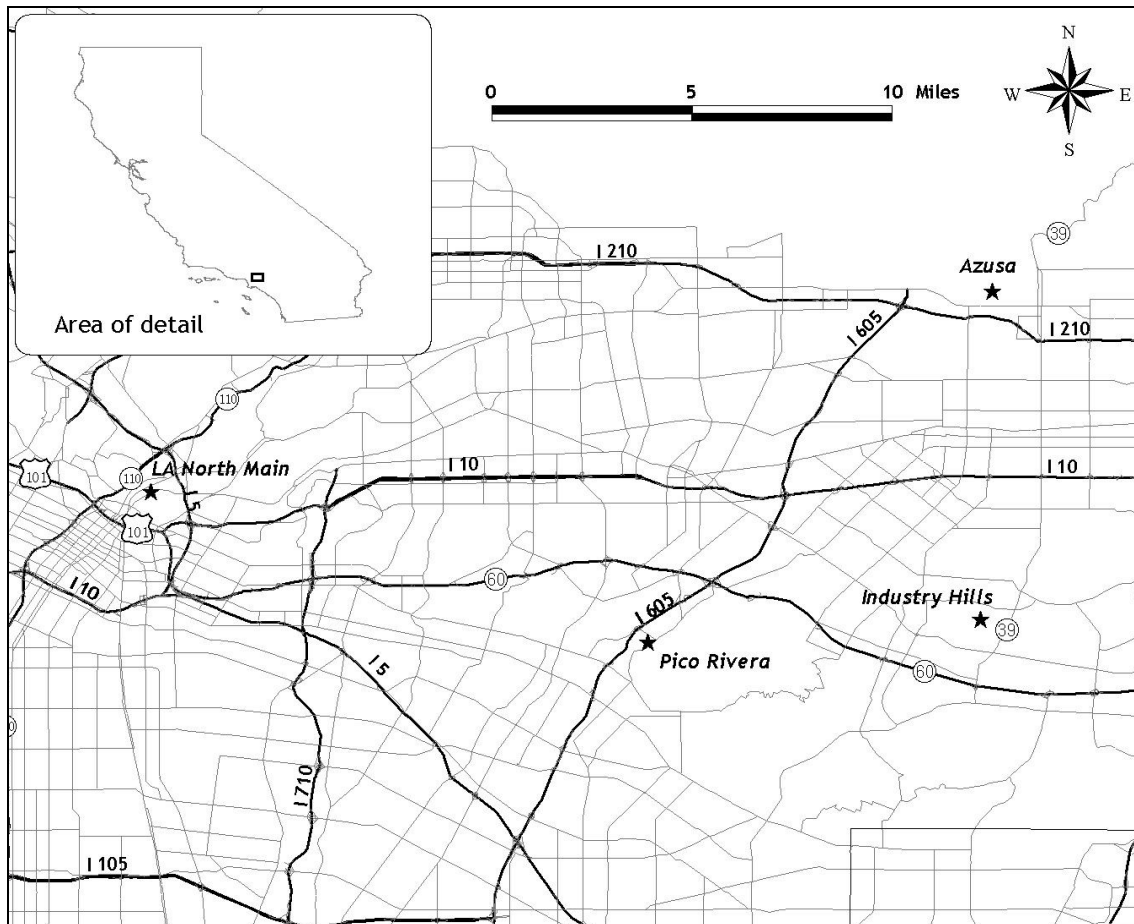 N
0 5 10 Miles
W E
S
39
I 210
Azusa
I 605
I 210
Area of detail
110
LA North Main
I 10
I 10
101
110
I 5
101
60
I 10
Industry Hills
I 605
39
Pico Rivera
I 5
60
I 710
I 105